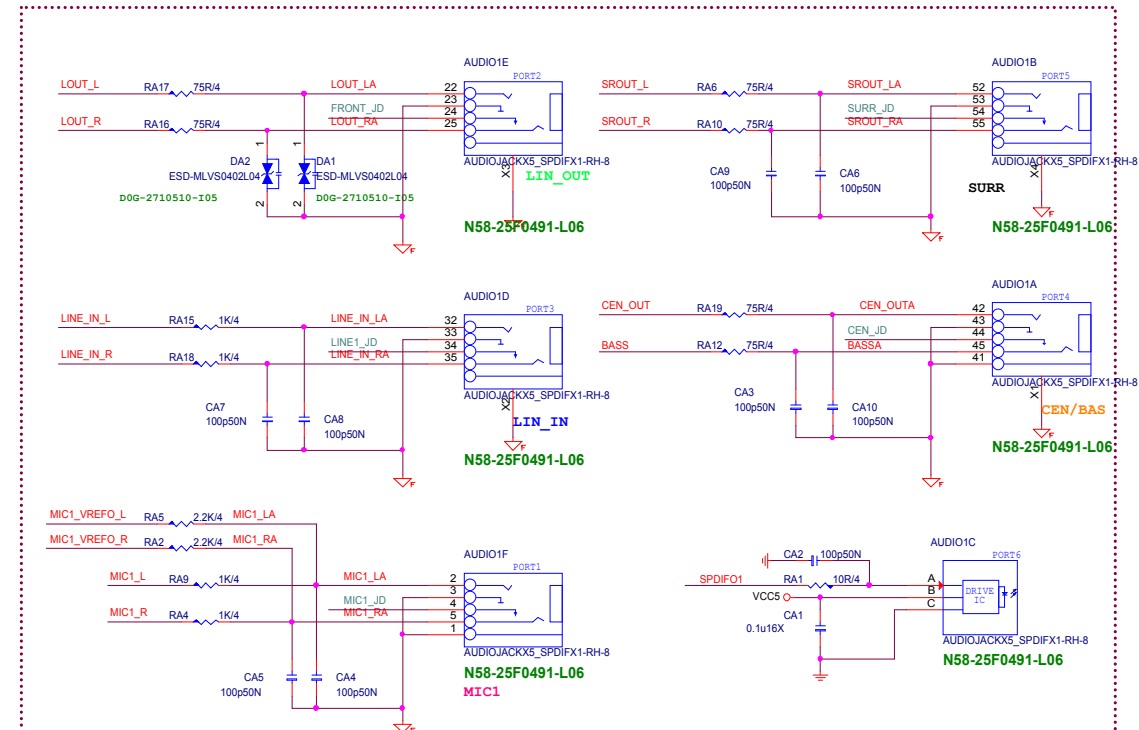 AUDIO1E
PORT2
LOUT_L
RA17
75R/4
LOUT_LA
22
23
FRONT_JD
24
LOUT_R
RA16
75R/4
LOUT_RA
25
1
1
DA2
DA1
ESD-MLVS0402L04
ESD-MLVS0402L04
D0G-2710510-I05
D0G-2710510-I05
2
2
AUDIOJACKX5_SPDIFX1-RH-8
X3
LIN_OUT
F
N58-25F0491-L06
F
AUDIO1B
PORT5
SROUT_L
RA6
75R/4
SROUT_LA
52
53
SURR_JD
54
SROUT_R
RA10
75R/4
SROUT_RA
55
CA9
100p50N
CA6
100p50N
AUDIOJACKX5_SPDIFX1-RH-8
X4
SURR
F
N58-25F0491-L06
F
AUDIO1D
PORT3
LINE_IN_L
RA15
1K/4
LINE_IN_LA
32
33
LINE1_JD
34
LINE_IN_R
RA18
1K/4
LINE_IN_RA
35
CA7
100p50N
CA8
100p50N
AUDIOJACKX5_SPDIFX1-RH-8
X2
LIN_IN
F
N58-25F0491-L06
F
AUDIO1A
PORT4
CEN_OUT
RA19
75R/4
CEN_OUTA
42
43
CEN_JD
44
BASS
RA12
75R/4
BASSA
45
41
CA3
100p50N
CA10
100p50N
AUDIOJACKX5_SPDIFX1-RH-8
X1
CEN/BAS
F
N58-25F0491-L06
F
MIC1_VREFO_L
RA5
2.2K/4
MIC1_LA
MIC1_VREFO_R
RA2
2.2K/4
MIC1_RA
AUDIO1F
PORT1
MIC1_L
RA9
1K/4
MIC1_LA
2
3
MIC1_JD
4
MIC1_R
RA4
1K/4
MIC1_RA
5
1
AUDIOJACKX5_SPDIFX1-RH-8
N58-25F0491-L06
MIC1
CA5
100p50N
CA4
100p50N
F
AUDIO1C
PORT6
CA2
100p50N
SPDIFO1
RA1
10R/4
A
VCC5
B
C
DRIVE
IC
CA1
0.1u16X
AUDIOJACKX5_SPDIFX1-RH-8
N58-25F0491-L06